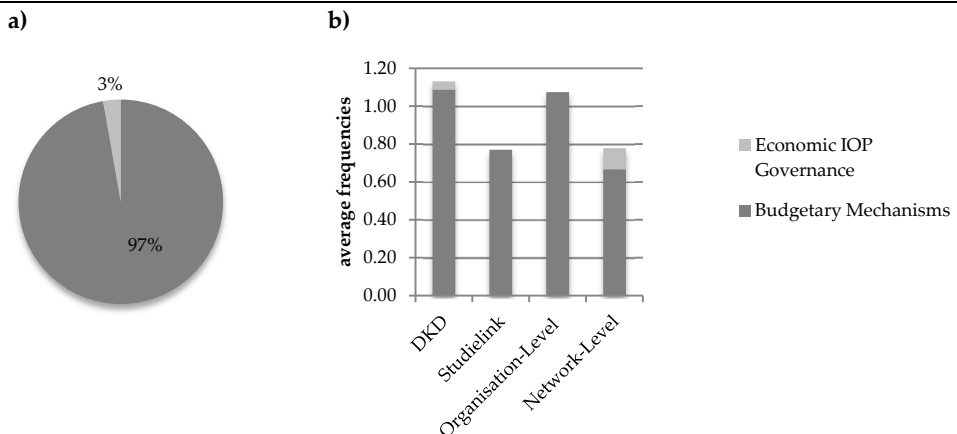 a)
b)
3%
97%
average frequencies
1.20
1.00
0.80
0.60
0.40
0.20
0.00
DKD
Studielink
Organisation-Level
Network-Level
Economic IOP
Governance
Budgetary Mechanisms